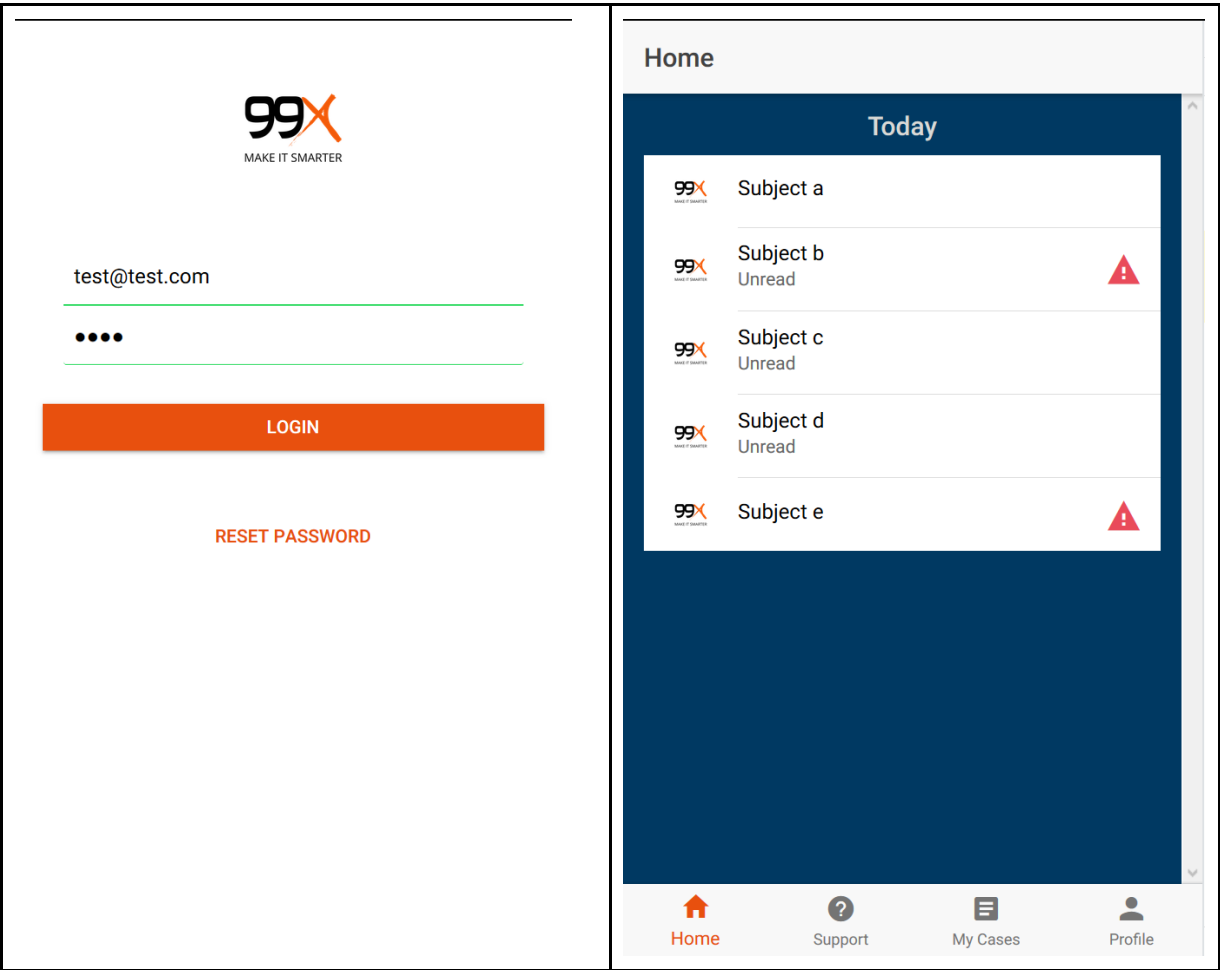 99X
MAKE IT SMARTER
test@test.com
••••
LOGIN
RESET PASSWORD
Home
Today
99X
MAKE IT SMARTER
Subject a
99X
MAKE IT SMARTER
Subject b
Unread
99X
MAKE IT SMARTER
Subject c
Unread
99X
MAKE IT SMARTER
Subject d
Unread
99X
MAKE IT SMARTER
Subject e
Home
Support
My Cases
Profile